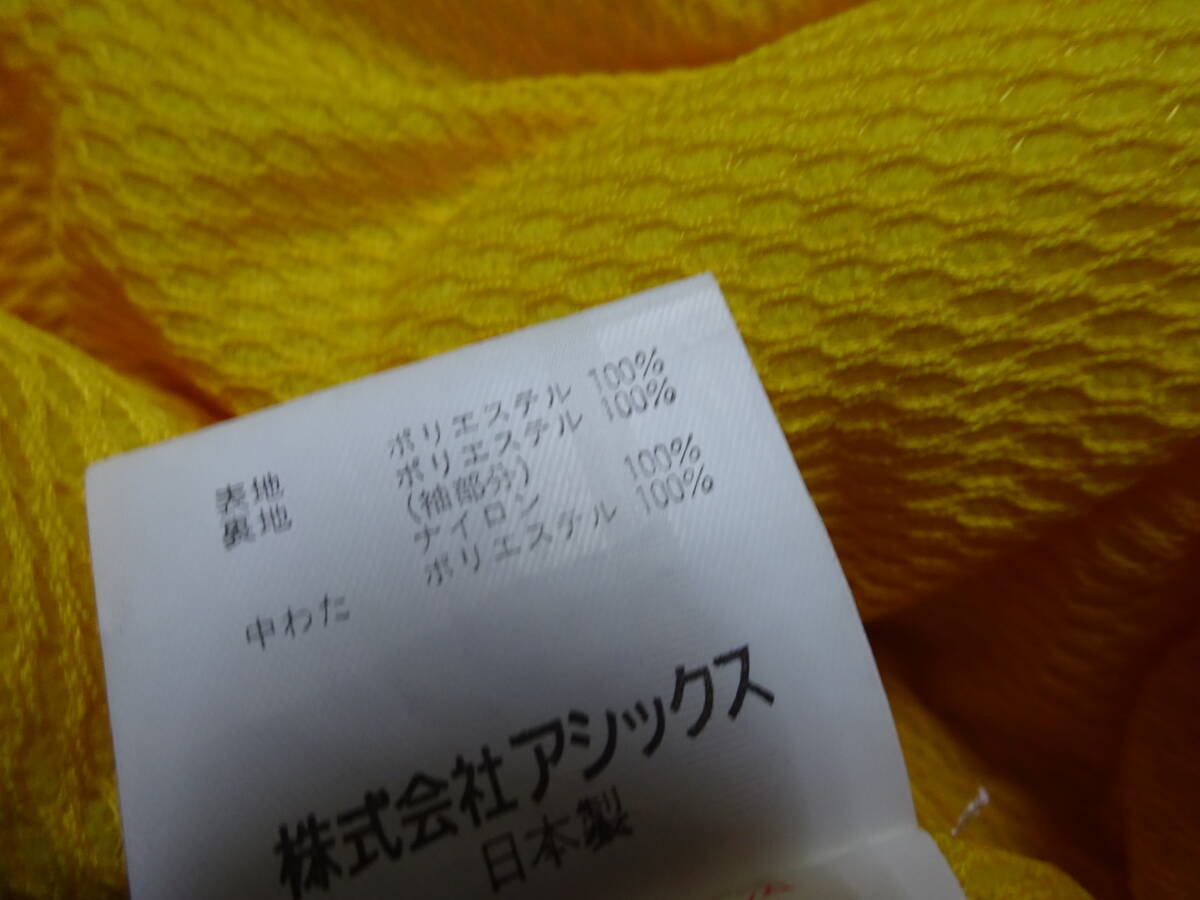 表地 ポリエステル 100%
裏地 ポリエステル 100%
(袖部分)
ナイロン 100%
中わた ポリエステル 100%
株式会社アシックス
日本製